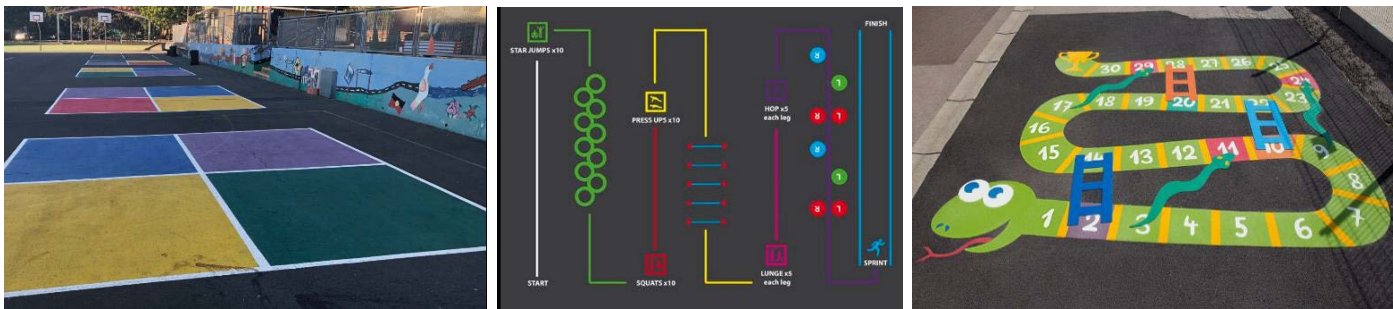 FINISH
STAR JUMPS x10
R
L
PRESS UPS x10
HOP x5
each leg
R
L
R
L
R
L
START
SQUATS x10
LUNGE x5
each leg
SPRINT
30 29 28 27 26 25
24
17 18 19 20 21 22 23
16
15 14 13 12 11 10 9
8
1 2 3 4 5 6 7